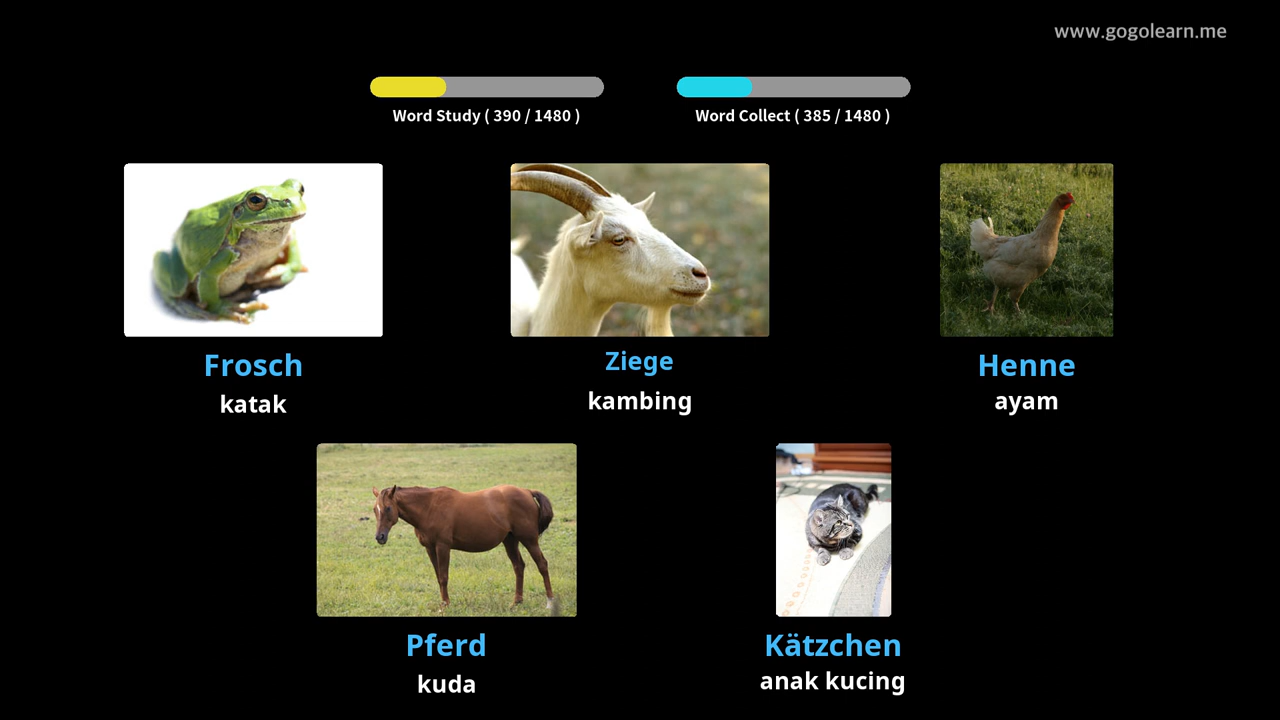 www.gogolearn.me
Word Study ( 390 / 1480 )
Word Collect ( 385 / 1480 )
Frosch
katak
Ziege
kambing
Henne
ayam
Pferd
kuda
Kätzchen
anak kucing